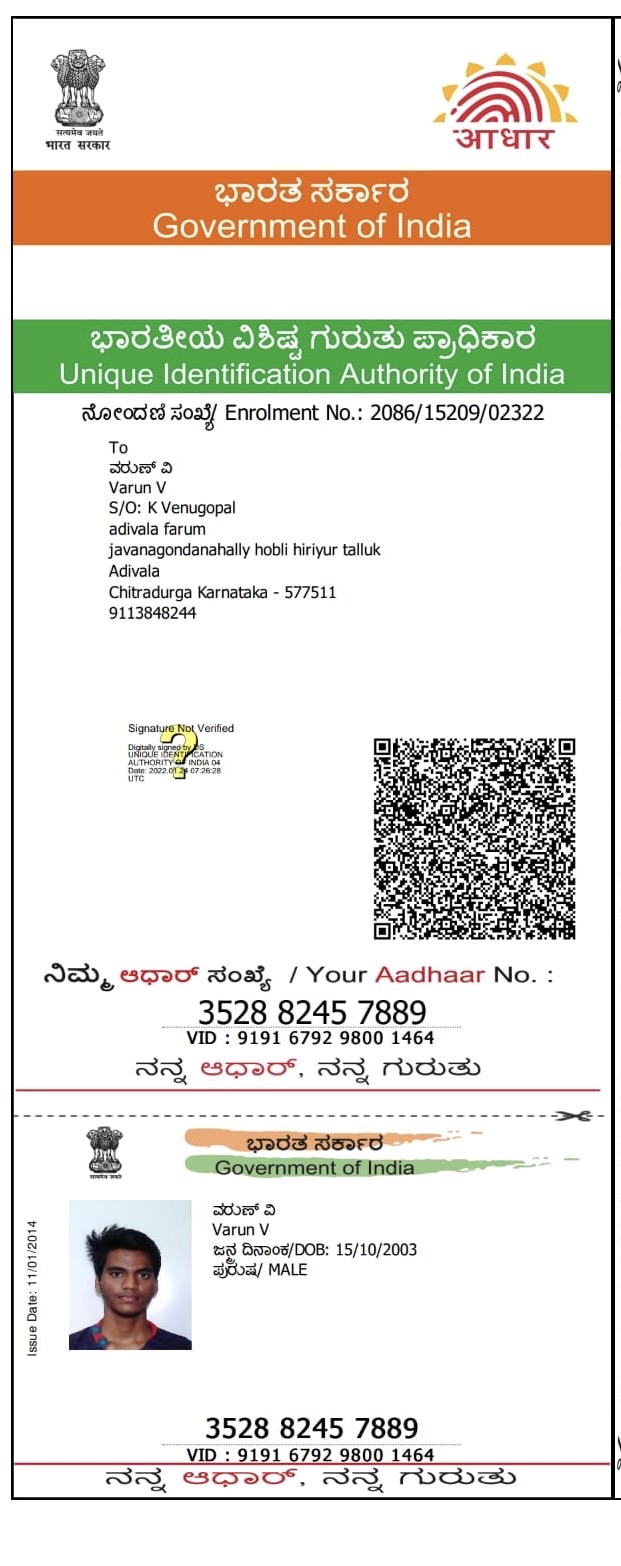 सत्यमेव जयते
भारत सरकार
आधार
ಭಾರತ ಸರ್ಕಾರ
Government of India
ಭಾರತೀಯ ವಿಶಿಷ್ಟ ಗುರುತು ಪ್ರಾಧಿಕಾರ
Unique Identification Authority of India
ನೋಂದಣಿ ಸಂಖ್ಯೆ/ Enrolment No.: 2086/15209/02322
To
ವರುಣ್ ವಿ
Varun V
S/O: K Venugopal
adivala farum
javanagondanahally hobli hiriyur talluk
Adivala
Chitradurga Karnataka - 577511
9113848244
Signature Not Verified
Digitally signed by DS
UNIQUE IDENTIFICATION
AUTHORITY OF INDIA 04
Date: 2022.01.24 07:26:28
UTC
ನಿಮ್ಮ ಆಧಾರ್ ಸಂಖ್ಯೆ / Your Aadhaar No. :
3528 8245 7889
VID : 9191 6792 9800 1464
ನನ್ನ ಆಧಾರ್, ನನ್ನ ಗುರುತು
ಭಾರತ ಸರ್ಕಾರ
Government of India
सत्यमेव जयते
Issue Date: 11/01/2014
ವರುಣ್ ವಿ
Varun V
ಜನ್ಮ ದಿನಾಂಕ/DOB: 15/10/2003
ಪುರುಷ/ MALE
3528 8245 7889
VID : 9191 6792 9800 1464
ನನ್ನ ಆಧಾರ್, ನನ್ನ ಗುರುತು